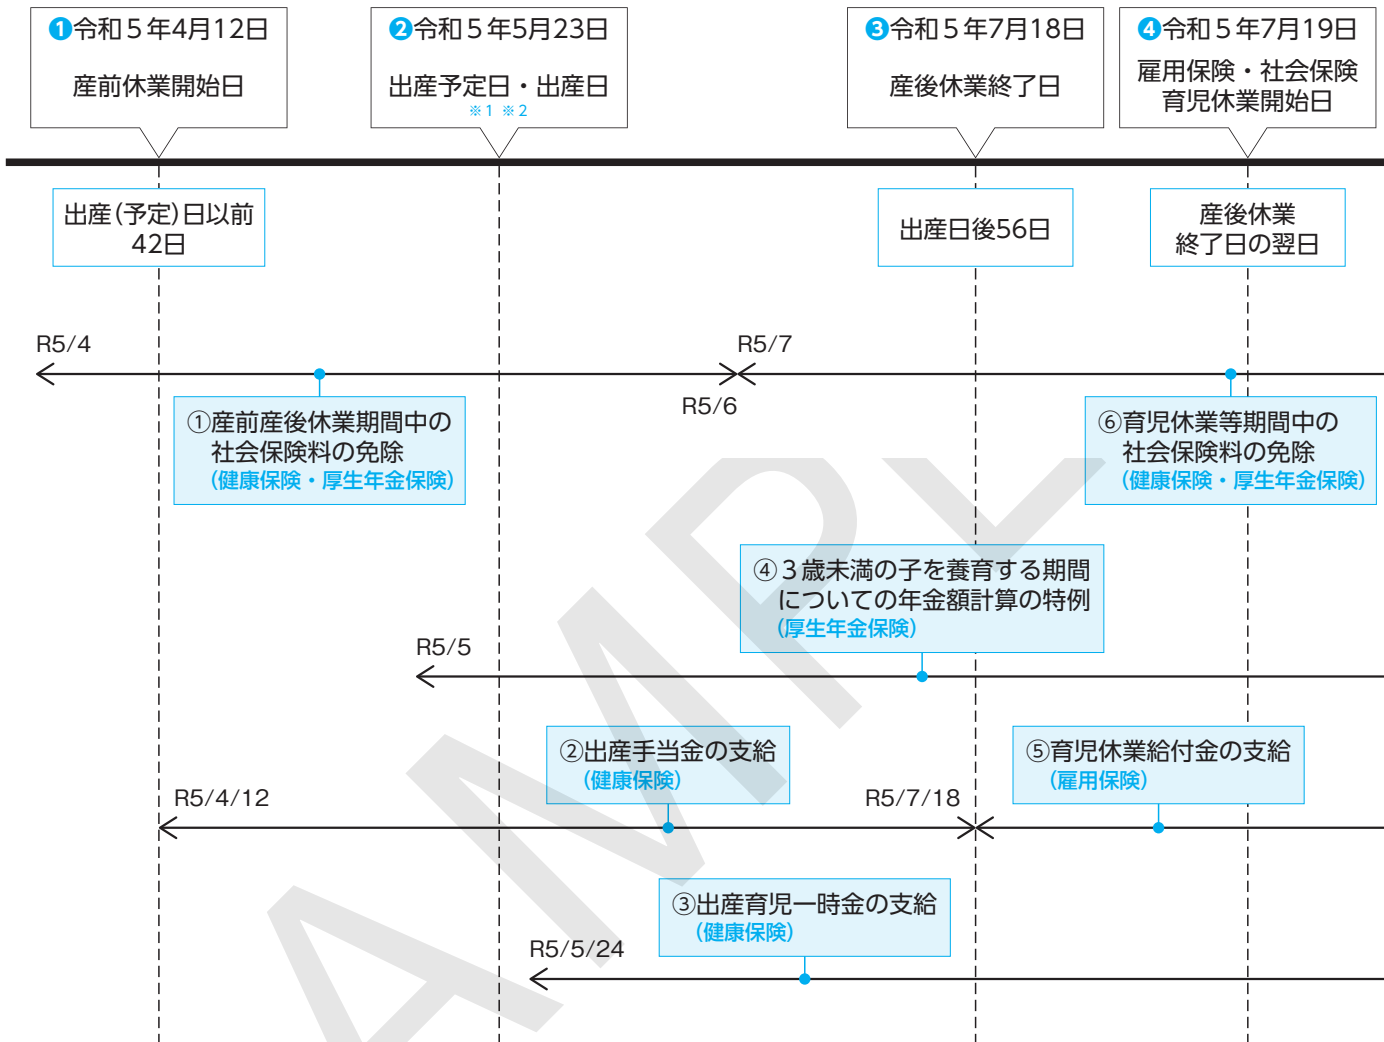 ❶令和5年4月12日
産前休業開始日
❷令和5年5月23日
出産予定日・出産日
※1 ※2
❸令和5年7月18日
産後休業終了日
❹令和5年7月19日
雇用保険・社会保険
育児休業開始日
出産(予定)日以前
42日
出産日後56日
産後休業
終了日の翌日
R5/4
R5/7
R5/6
①産前産後休業期間中の
社会保険料の免除
(健康保険・厚生年金保険)
⑥育児休業等期間中の
社会保険料の免除
(健康保険・厚生年金保険)
④3歳未満の子を養育する期間
についての年金額計算の特例
(厚生年金保険)
R5/5
②出産手当金の支給
(健康保険)
⑤育児休業給付金の支給
(雇用保険)
R5/4/12
R5/7/18
③出産育児一時金の支給
(健康保険)
R5/5/24
AMPL